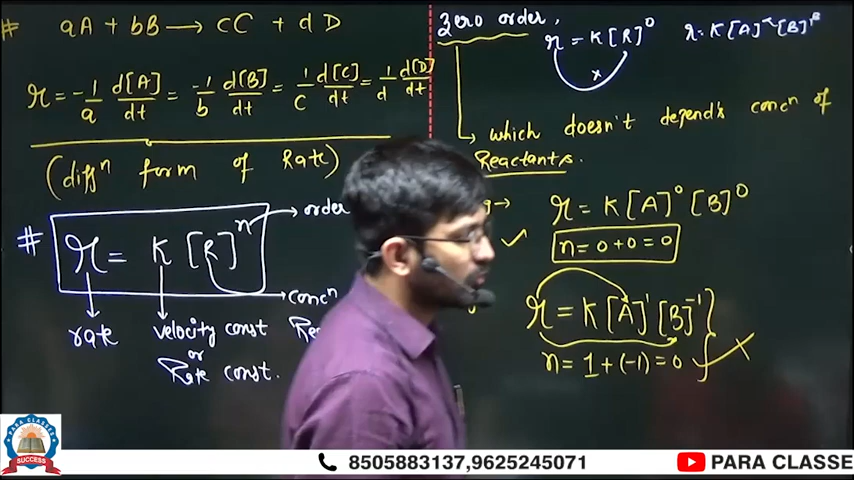 # aA + bB → cC + dD
r = -1/a d[A]/dt = -1/b d[B]/dt = 1/c d[C]/dt = 1/d d[D]/dt
(diffn form of Rate)
# r = K [R]^n → order
→ concn
rate
velocity const
or
Rate const.
Zero order,
r = K[R]^0
x
r = K[A]^α[B]^β
→ which doesn't depends concn of
Reactants.
r = K[A]^0 [B]^0
✓ n = 0+0 = 0
r = K[A]^1 [B]^-1
n = 1 + (-1) = 0
PARA CLASSES
SUCCESS
8505883137,9625245071
PARA CLASSE